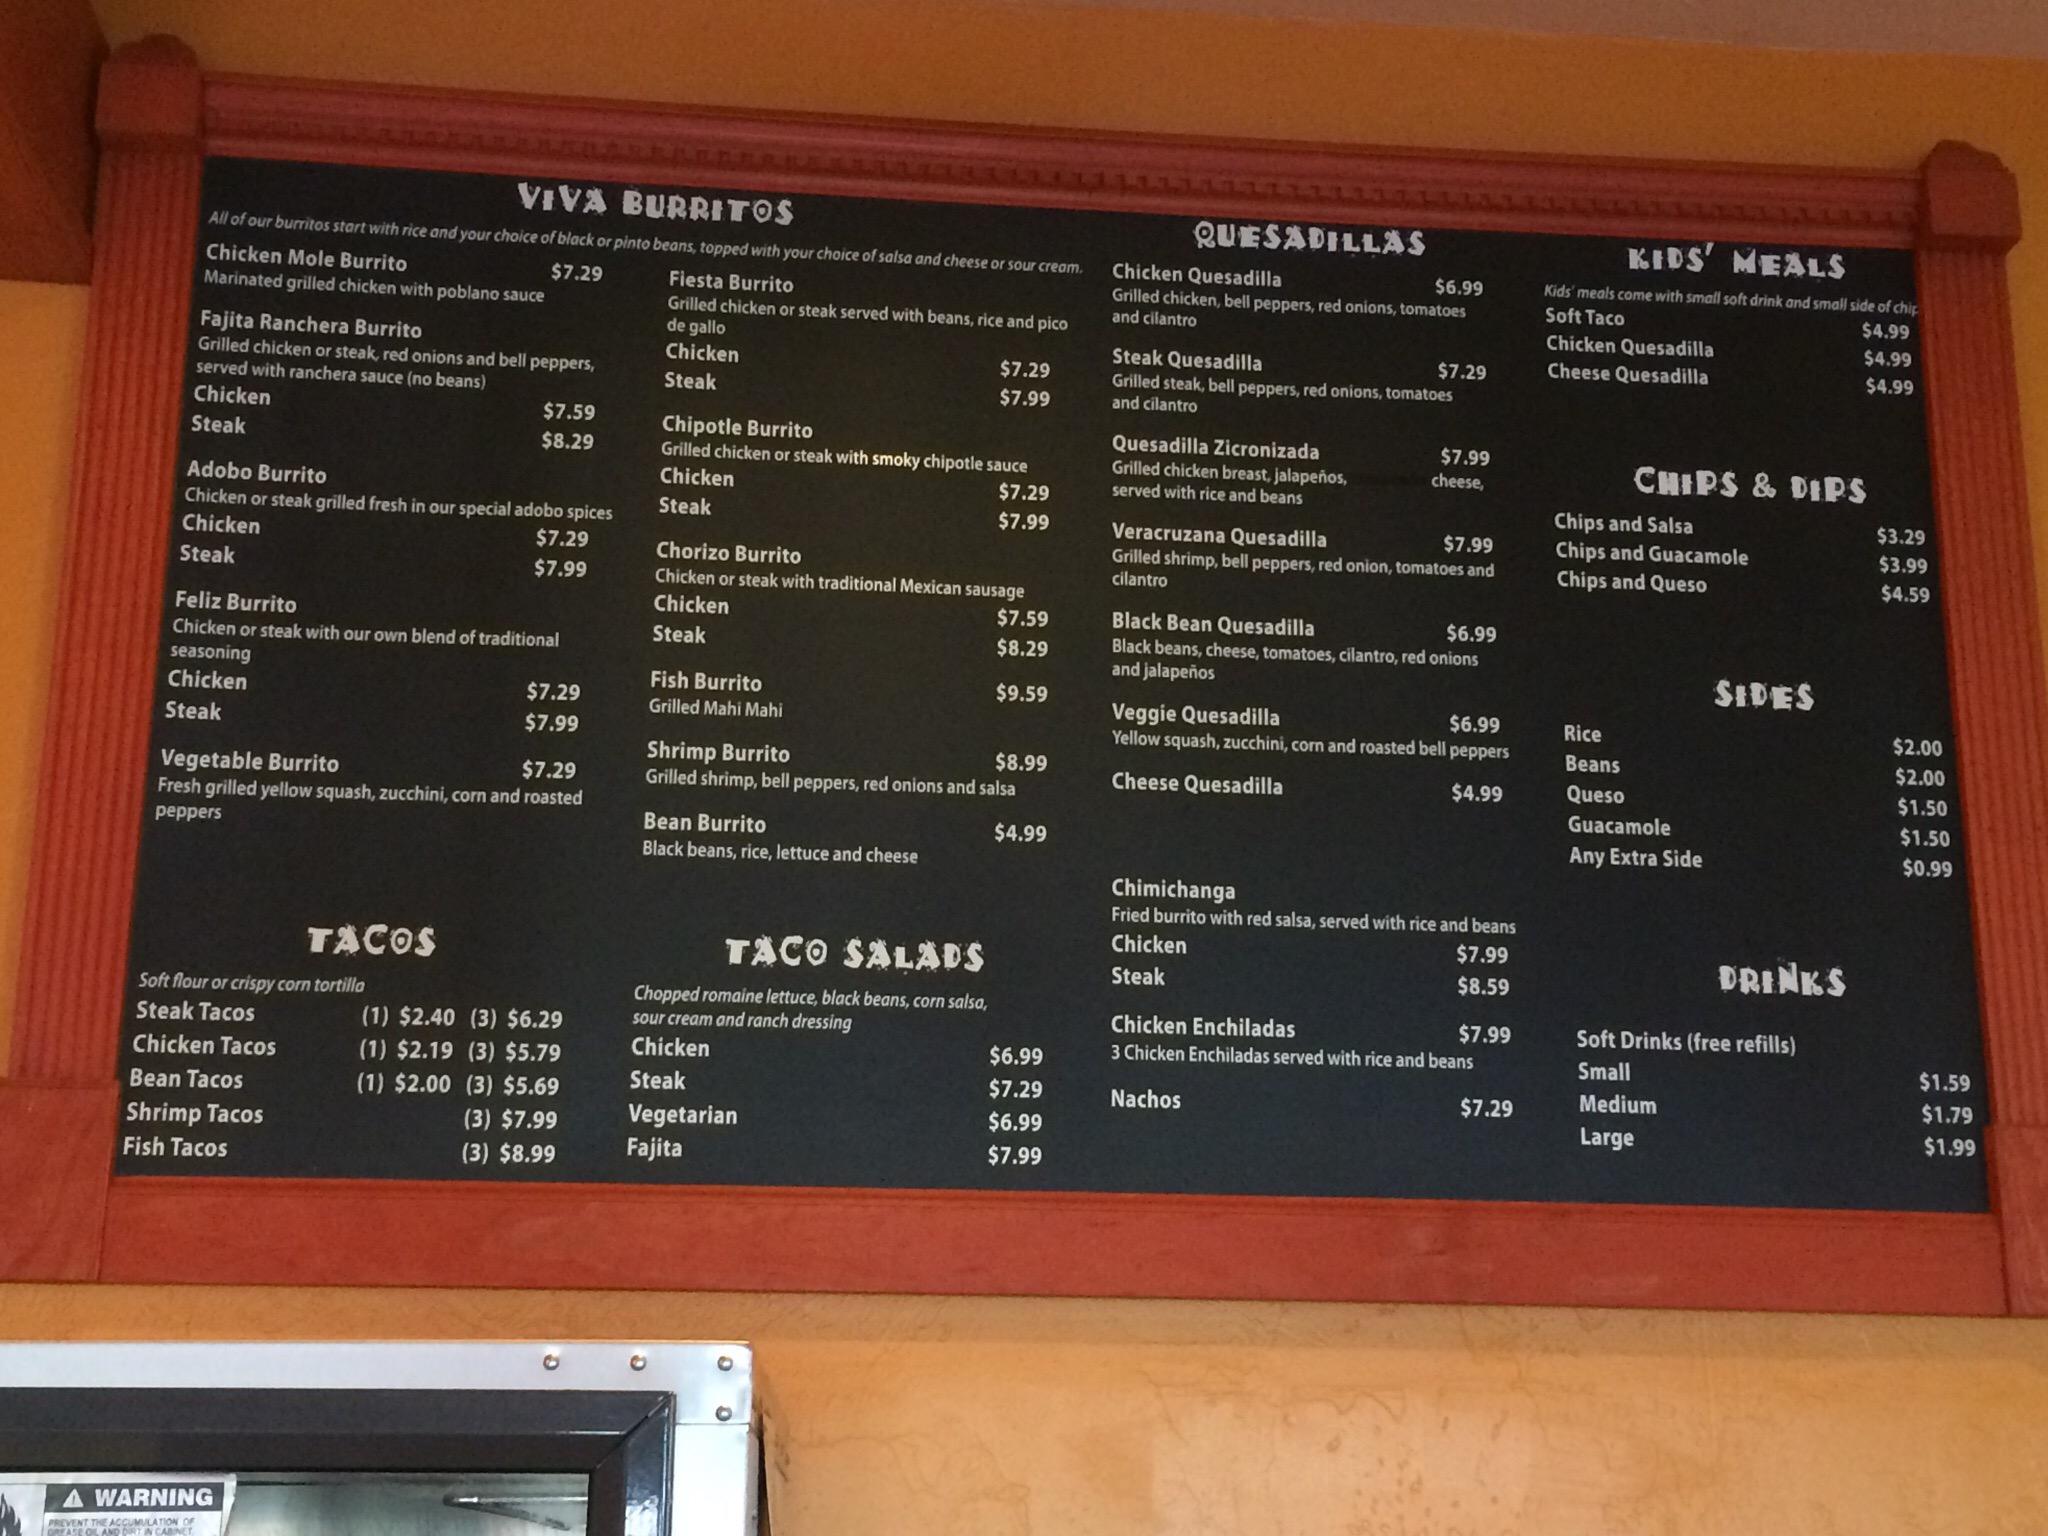 VIVA BURRITOS
All of our burritos start with rice and your choice of black or pinto beans, topped with your choice of salsa and cheese or sour cream.
Chicken Mole Burrito $7.29
Marinated grilled chicken with poblano sauce
Fajita Ranchera Burrito
Grilled chicken or steak, red onions and bell peppers,
served with ranchera sauce (no beans)
Chicken $7.59
Steak $8.29
Adobo Burrito
Chicken or steak grilled fresh in our special adobo spices
Chicken $7.29
Steak $7.99
Feliz Burrito
Chicken or steak with our own blend of traditional
seasoning
Chicken $7.29
Steak $7.99
Vegetable Burrito $7.29
Fresh grilled yellow squash, zucchini, corn and roasted
peppers
Fiesta Burrito
Grilled chicken or steak served with beans, rice and pico
de gallo
Chicken $7.29
Steak $7.99
Chipotle Burrito
Grilled chicken or steak with smoky chipotle sauce
Chicken $7.29
Steak $7.99
Chorizo Burrito
Chicken or steak with traditional Mexican sausage
Chicken $7.59
Steak $8.29
Fish Burrito $9.59
Grilled Mahi Mahi
Shrimp Burrito $8.99
Grilled shrimp, bell peppers, red onions and salsa
Bean Burrito $4.99
Black beans, rice, lettuce and cheese
TACOS
Soft flour or crispy corn tortilla
Steak Tacos (1) $2.40 (3) $6.29
Chicken Tacos (1) $2.19 (3) $5.79
Bean Tacos (1) $2.00 (3) $5.69
Shrimp Tacos (3) $7.99
Fish Tacos (3) $8.99
TACO SALADS
Chopped romaine lettuce, black beans, corn salsa,
sour cream and ranch dressing
Chicken $6.99
Steak $7.29
Vegetarian $6.99
Fajita $7.99
QUESADILLAS
Chicken Quesadilla $6.99
Grilled chicken, bell peppers, red onions, tomatoes
and cilantro
Steak Quesadilla $7.29
Grilled steak, bell peppers, red onions, tomatoes
and cilantro
Quesadilla Zicronizada $7.99
Grilled chicken breast, jalapeños, cheese,
served with rice and beans
Veracruzana Quesadilla $7.99
Grilled shrimp, bell peppers, red onion, tomatoes and
cilantro
Black Bean Quesadilla $6.99
Black beans, cheese, tomatoes, cilantro, red onions
and jalapeños
Veggie Quesadilla $6.99
Yellow squash, zucchini, corn and roasted bell peppers
Cheese Quesadilla $4.99
Chimichanga
Fried burrito with red salsa, served with rice and beans
Chicken $7.99
Steak $8.59
Chicken Enchiladas $7.99
3 Chicken Enchiladas served with rice and beans
Nachos $7.29
KIDS' MEALS
Kids' meals come with small soft drink and small side of chip
Soft Taco $4.99
Chicken Quesadilla $4.99
Cheese Quesadilla $4.99
CHIPS & DIPS
Chips and Salsa $3.29
Chips and Guacamole $3.99
Chips and Queso $4.59
SIDES
Rice $2.00
Beans $2.00
Queso $1.50
Guacamole $1.50
Any Extra Side $0.99
DRINKS
Soft Drinks (free refills)
Small $1.59
Medium $1.79
Large $1.99
WARNING
PREVENT THE ACCUMULATION OF
GREASE OIL AND DIRT IN CABINET.